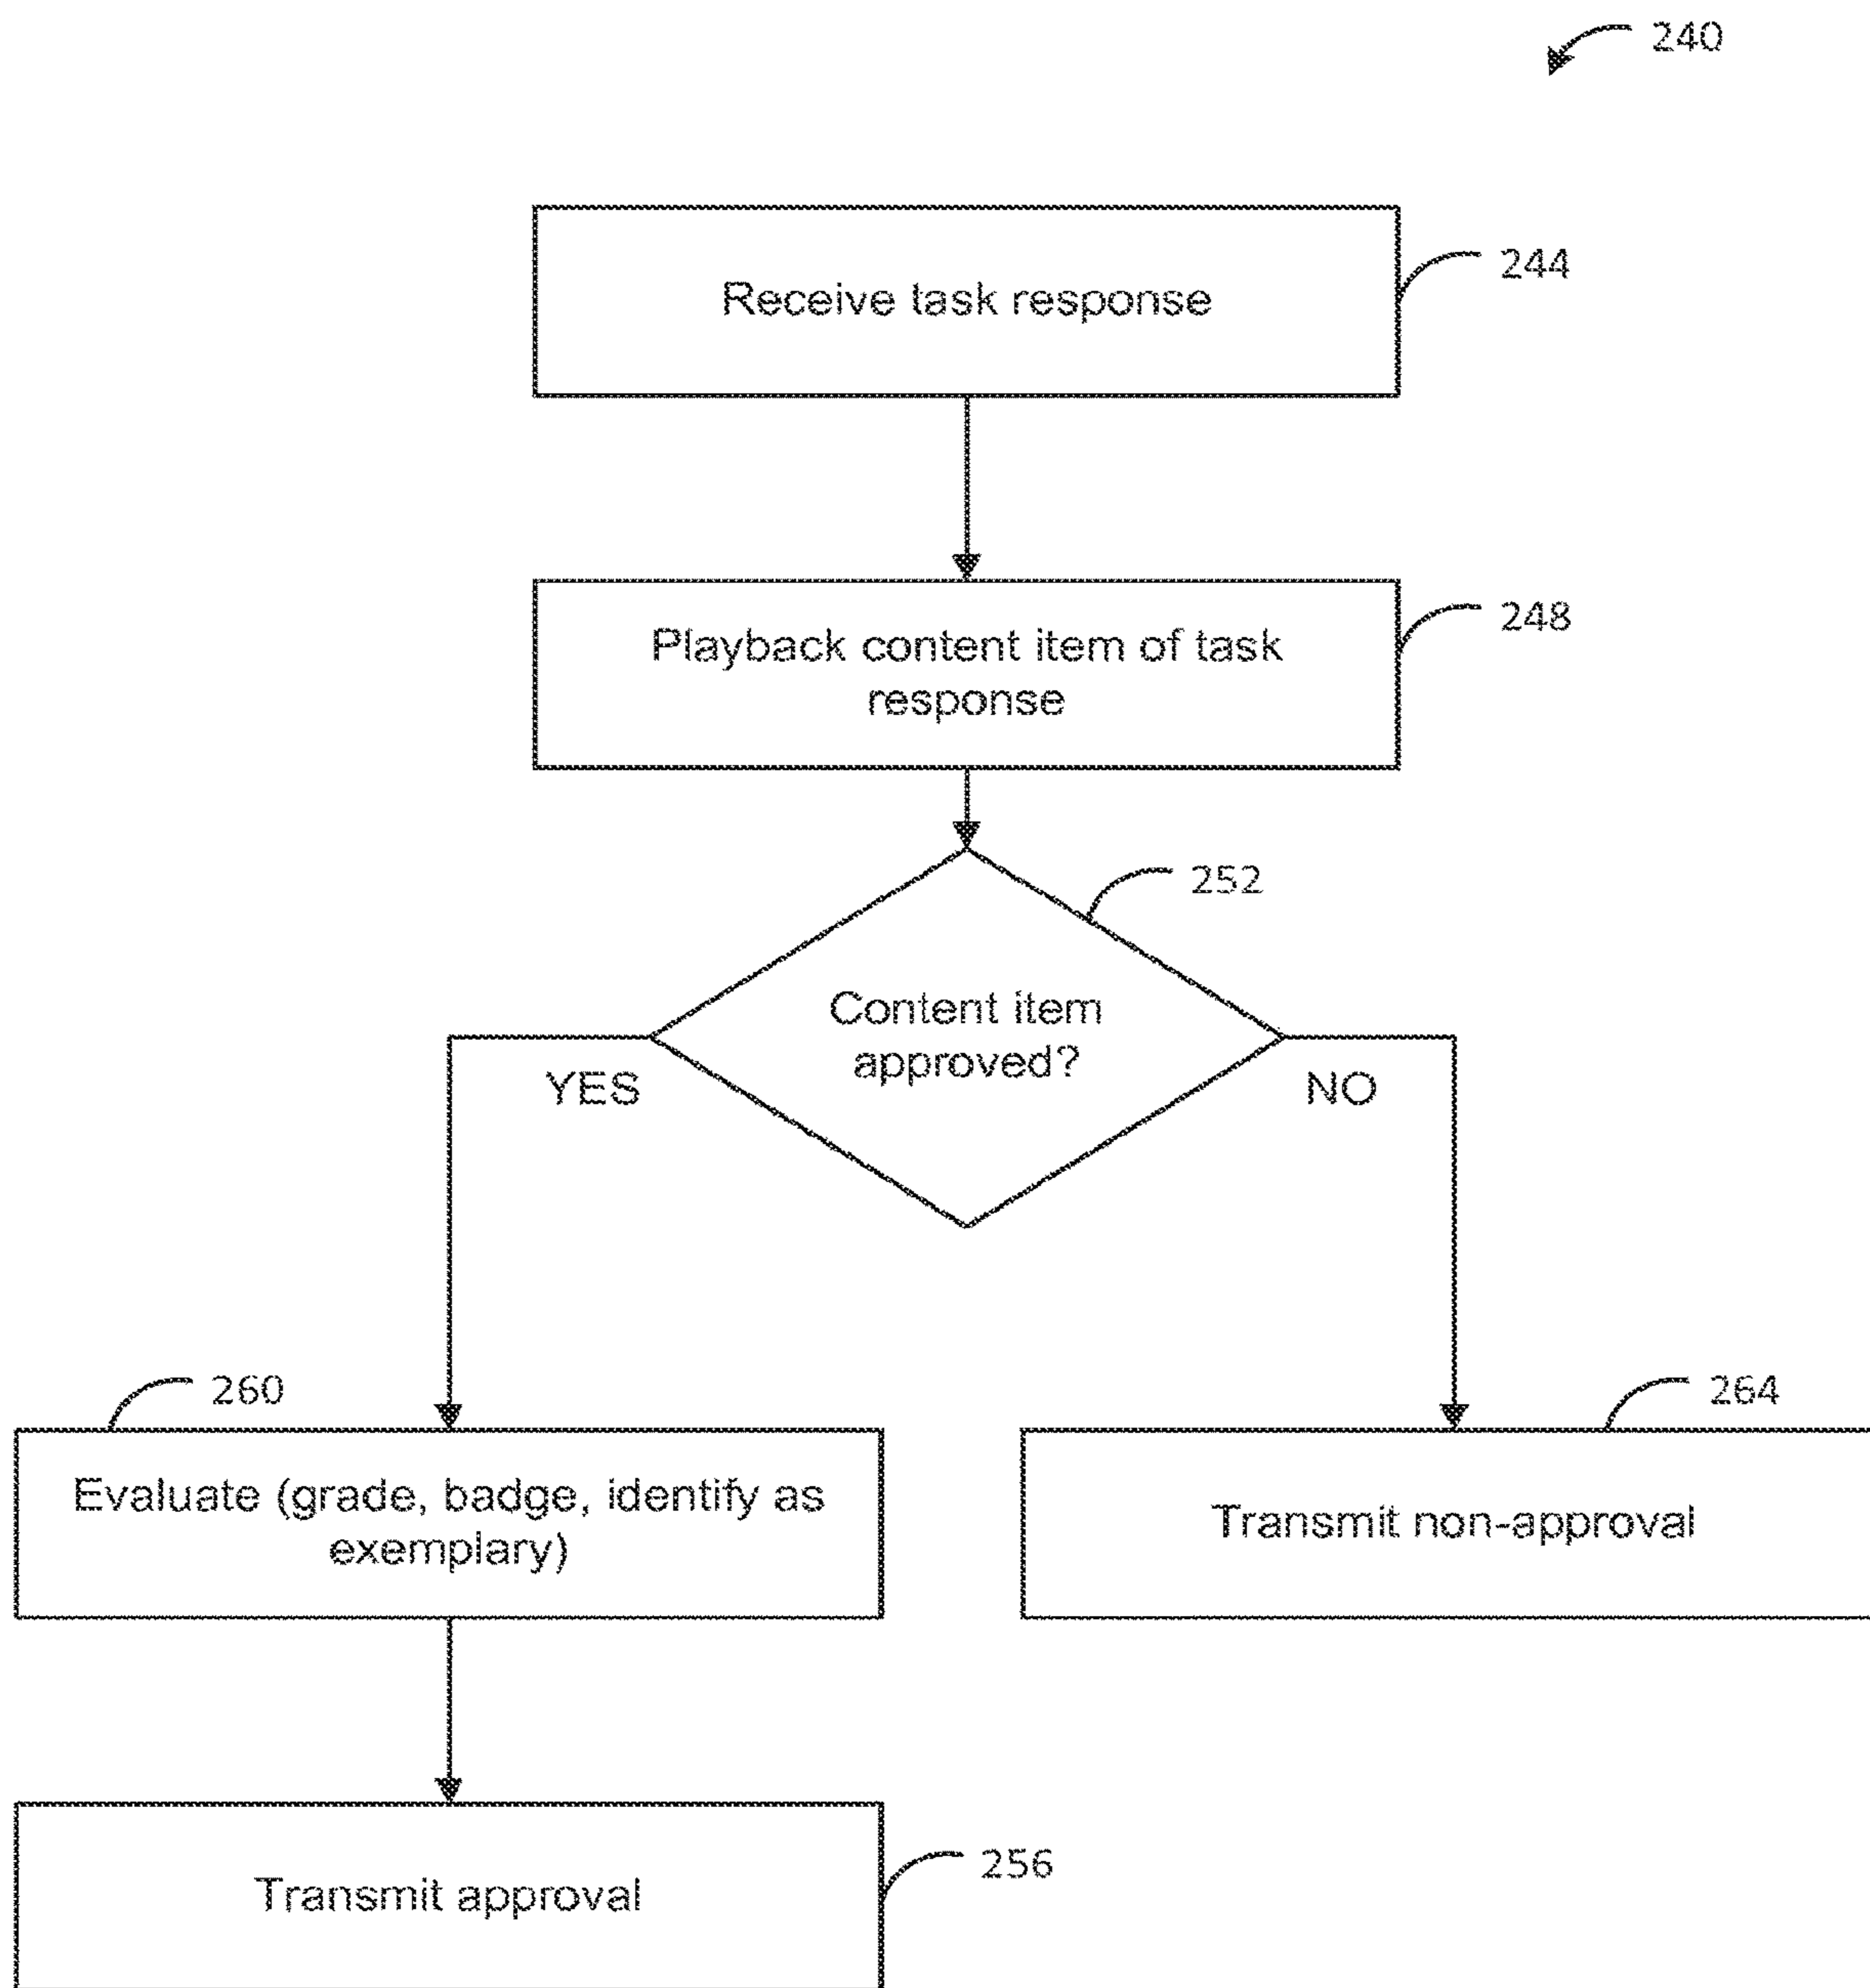 240
Receive task response
244
Playback content item of task
response
248
252
Content item
approved?
YES
NO
260
Evaluate (grade, badge, identify as
exemplary)
264
Transmit non-approval
Transmit approval
256